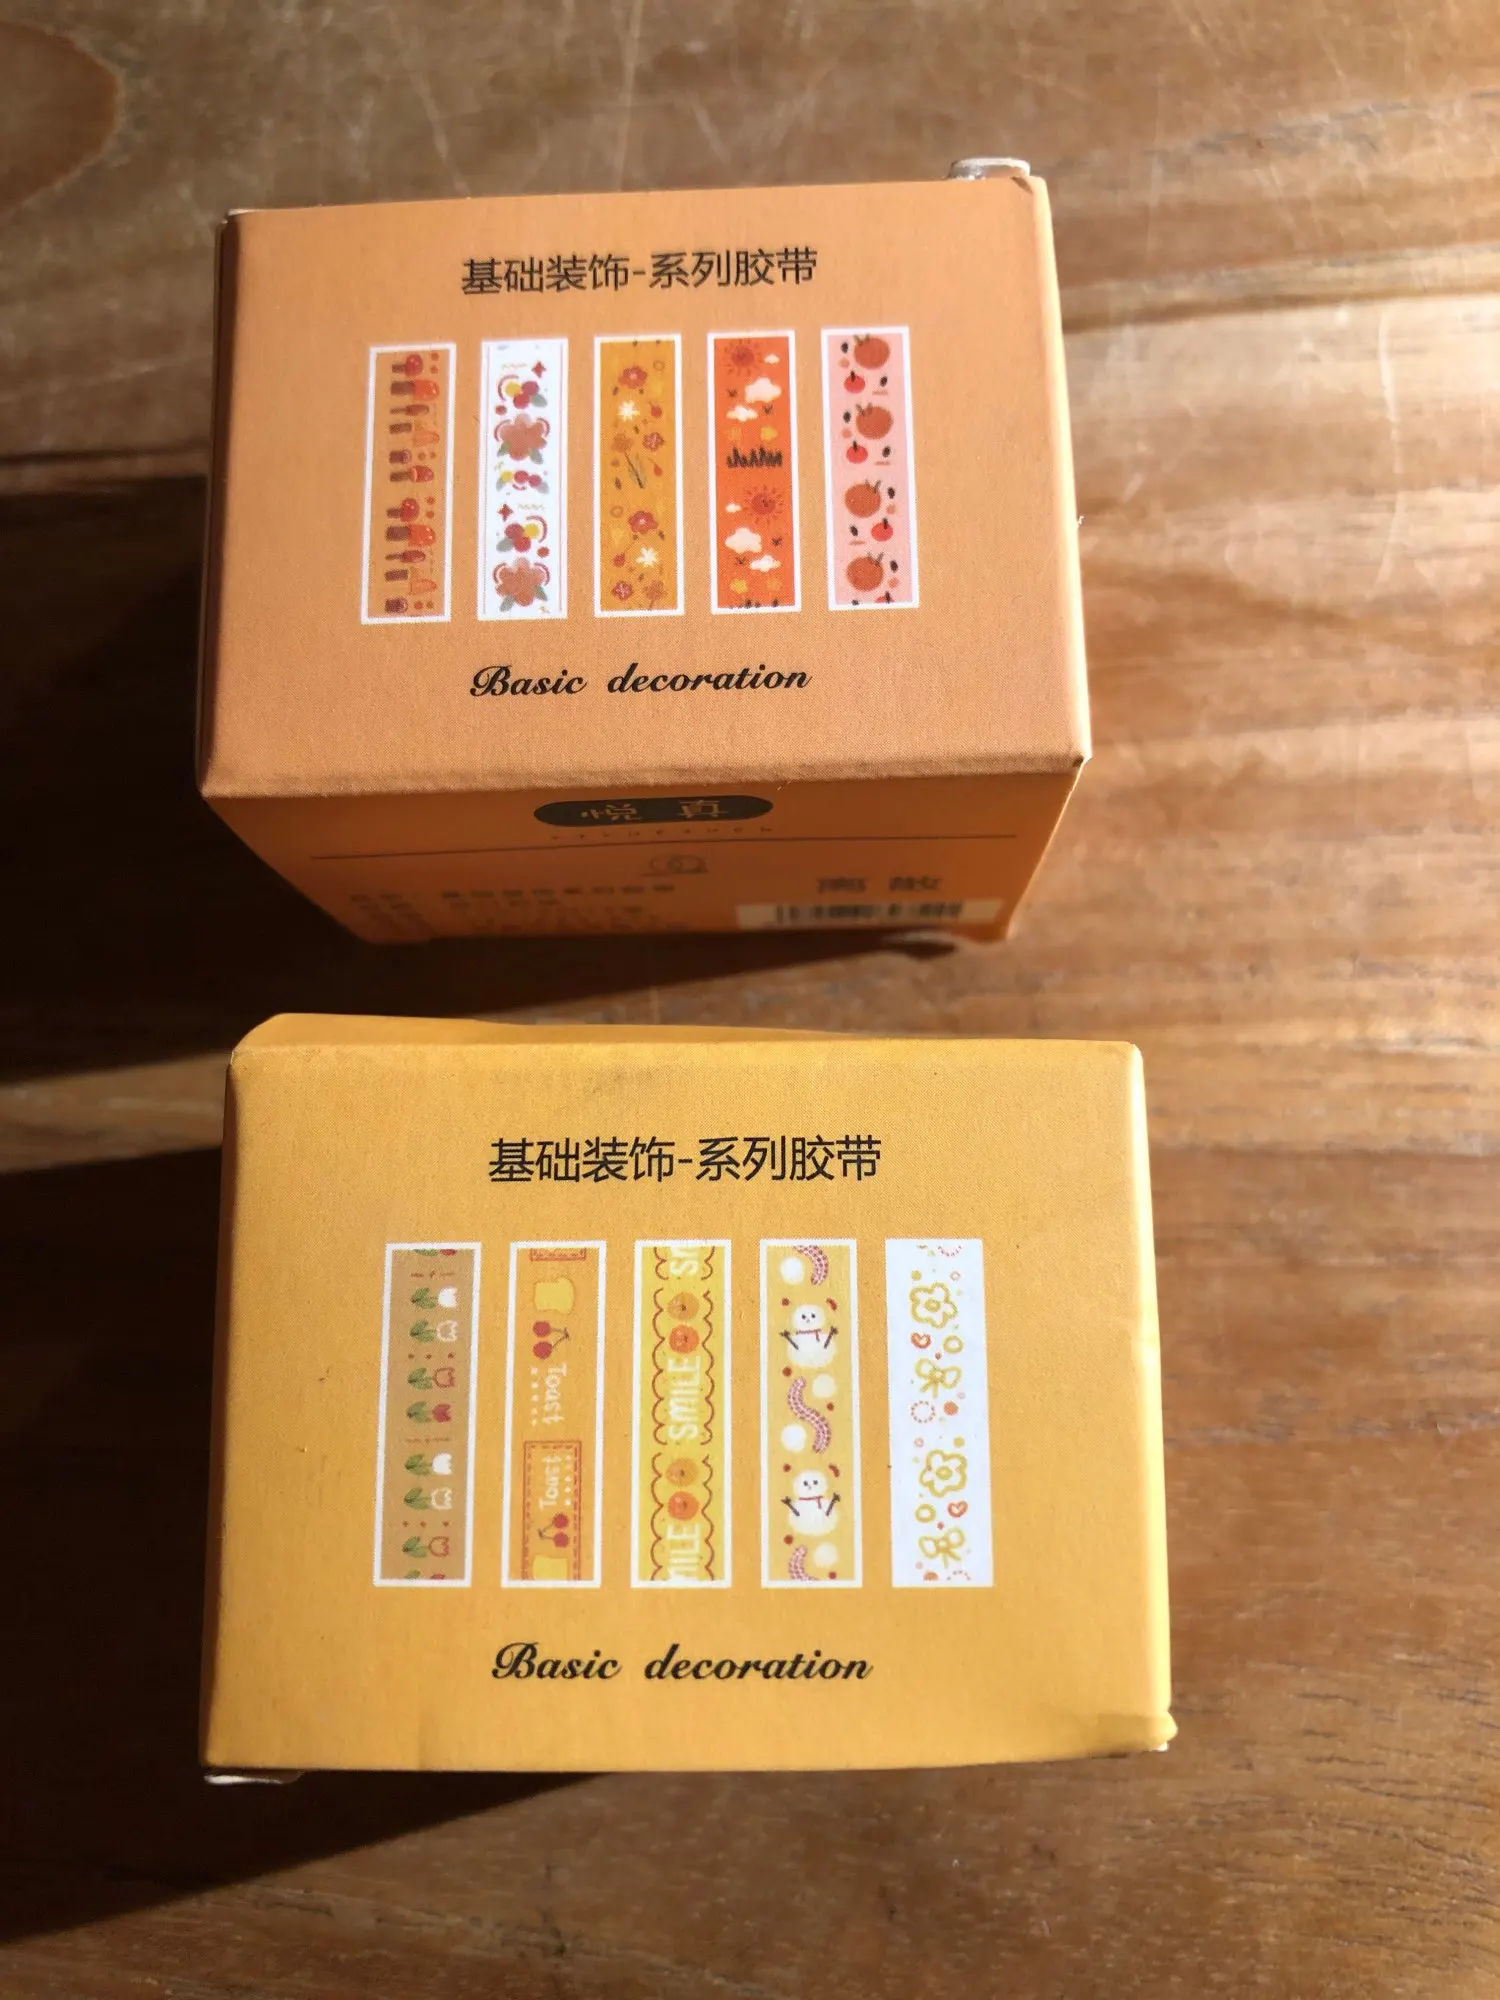 基础装饰-系列胶带
Basic decoration
悦 真
基础装饰-系列胶带
Toast
Toast
SMILE
Basic decoration